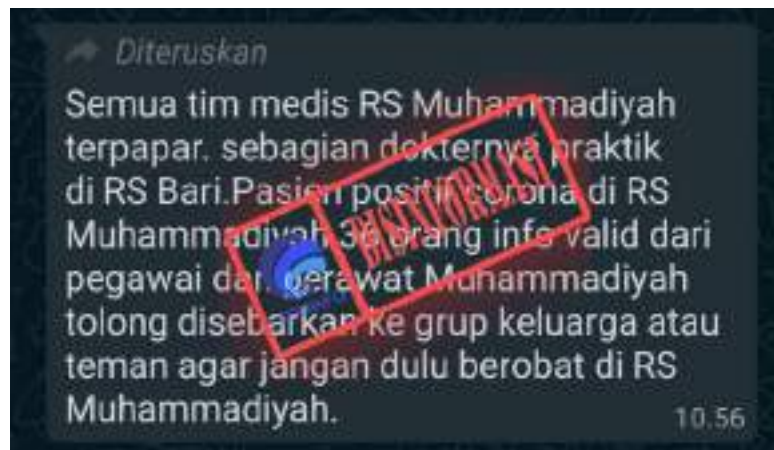 Diteruskan
Semua tim medis RS Muhammadiyah
terpapar. sebagian dokternya praktik
di RS Bari.Pasien positif corona di RS
Muhammadiyah 36 orang info valid dari
pegawai dan perawat Muhammadiyah
tolong disebarkan ke grup keluarga atau
teman agar jangan dulu berobat di RS
Muhammadiyah.
10.56
DISINFORMASI